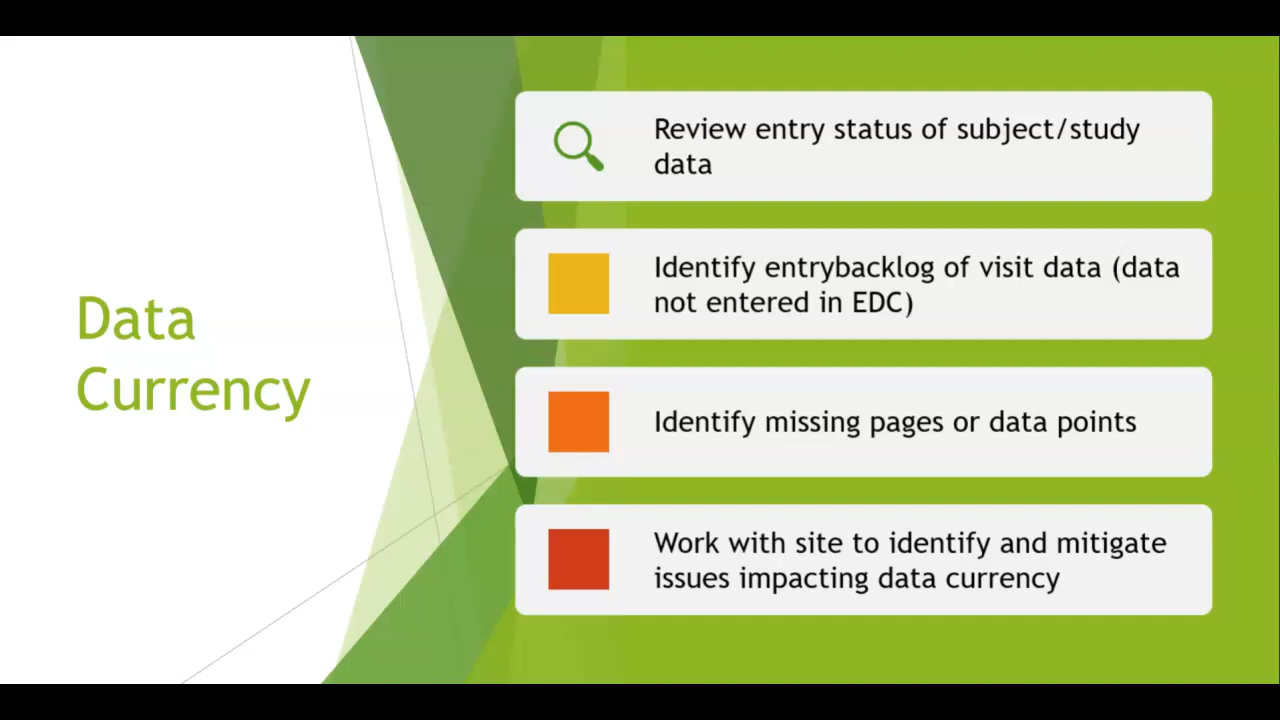 Data
Currency
Review entry status of subject/study
data
Identify entrybacklog of visit data (data
not entered in EDC)
Identify missing pages or data points
Work with site to identify and mitigate
issues impacting data currency